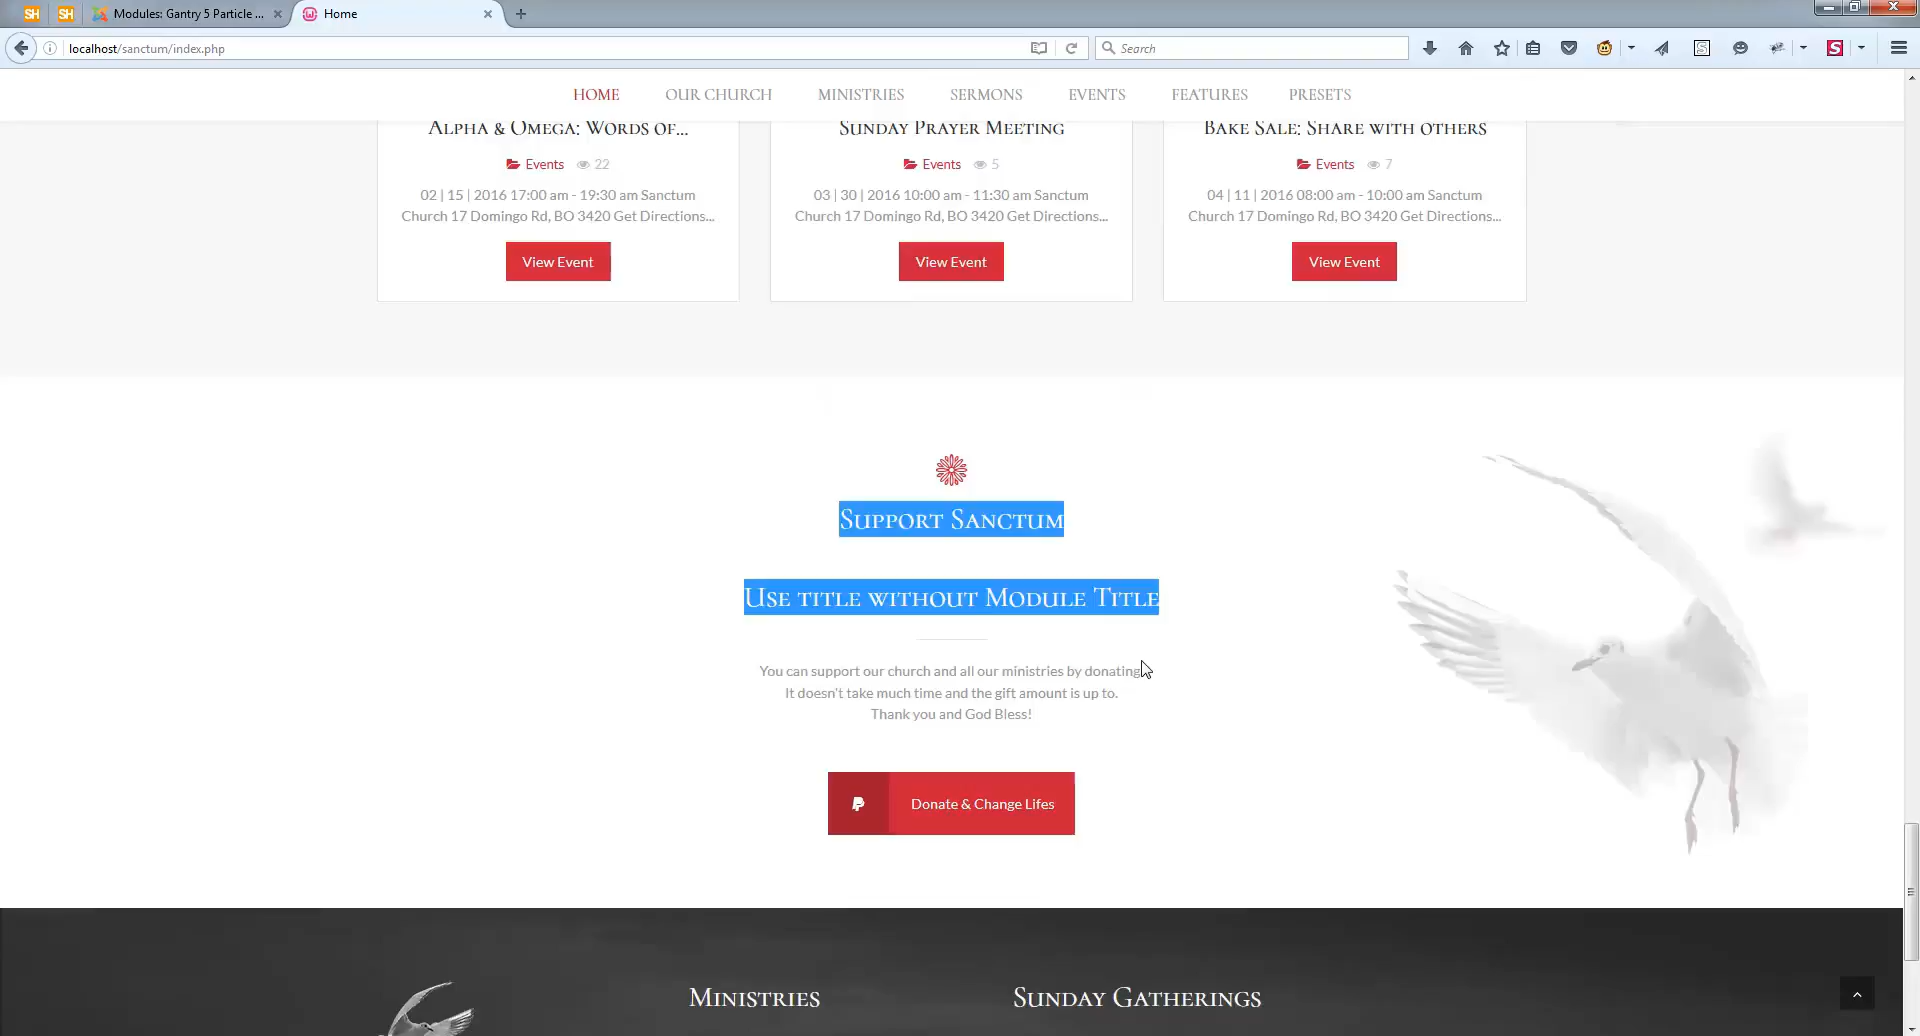 SH
SH
Modules: Gantry 5 Particle ...
Home
localhost/sanctum/index.php
Search
S
S
HOME
OUR CHURCH
MINISTRIES
SERMONS
EVENTS
FEATURES
PRESETS
Alpha & Omega: Words of...
Events 22
02 | 15 | 2016 17:00 am - 19:30 am Sanctum
Church 17 Domingo Rd, BO 3420 Get Directions...
View Event
Sunday Prayer Meeting
Events 5
03 | 30 | 2016 10:00 am - 11:30 am Sanctum
Church 17 Domingo Rd, BO 3420 Get Directions...
View Event
Bake Sale: Share with others
Events 7
04 | 11 | 2016 08:00 am - 10:00 am Sanctum
Church 17 Domingo Rd, BO 3420 Get Directions...
View Event
Support Sanctum
Use title without Module Title
You can support our church and all our ministries by donating
It doesn't take much time and the gift amount is up to.
Thank you and God Bless!
Donate & Change Lifes
Ministries
Sunday Gatherings